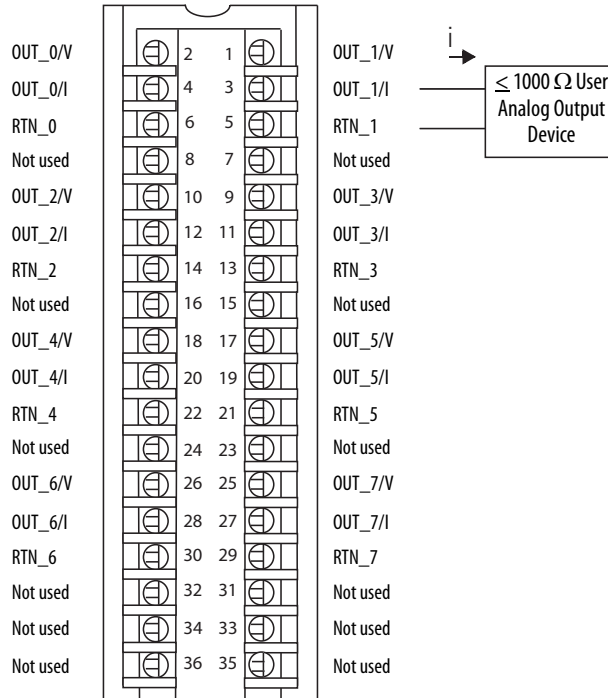 OUT_0/V 2 1 OUT_1/V i
OUT_0/I 4 3 OUT_1/I ≤ 1000 Ω User
RTN_0 6 5 RTN_1 Analog Output
Device
Not used 8 7 Not used
OUT_2/V 10 9 OUT_3/V
OUT_2/I 12 11 OUT_3/I
RTN_2 14 13 RTN_3
Not used 16 15 Not used
OUT_4/V 18 17 OUT_5/V
OUT_4/I 20 19 OUT_5/I
RTN_4 22 21 RTN_5
Not used 24 23 Not used
OUT_6/V 26 25 OUT_7/V
OUT_6/I 28 27 OUT_7/I
RTN_6 30 29 RTN_7
Not used 32 31 Not used
Not used 34 33 Not used
Not used 36 35 Not used